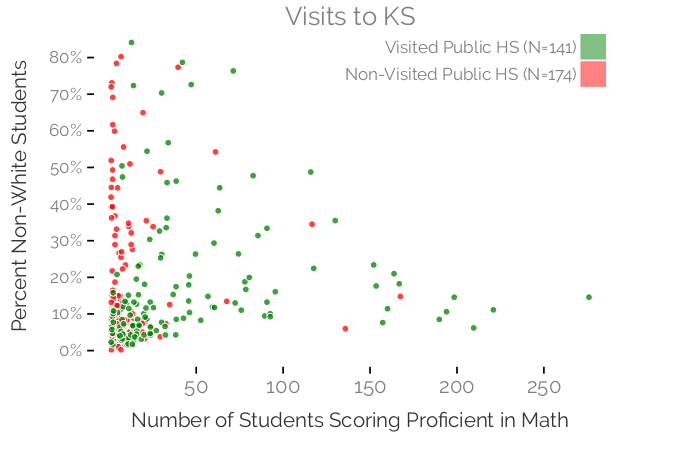 Visits to KS
Visited Public HS (N=141)
Non-Visited Public HS (N=174)
Percent Non-White Students
80%
70%
60%
50%
40%
30%
20%
10%
0%
50 100 150 200 250
Number of Students Scoring Proficient in Math